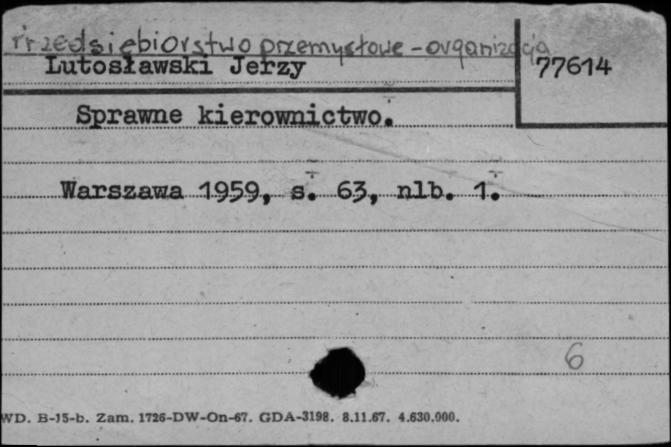 Przedsiębiorstwo przemysłowe - organizacja
Lutosławski Jerzy
77614
Sprawne kierownictwo.
Warszawa 1959, s. 63, nlb. 1.
6
WD. B-15-b. Zam. 1726-DW-On-67. GDA-3198. 8.11.67. 4.630.000.